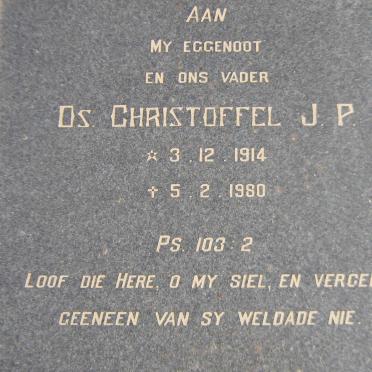 AAN
MY EGGENOOT
EN ONS VADER
DS. CHRISTOFFEL J. P.
☆ 3. 12. 1914
✝ 5. 2. 1980
PS. 103 : 2
LOOF DIE HERE, O MY SIEL, EN VERGE
GEENEEN VAN SY WELDADE NIE.